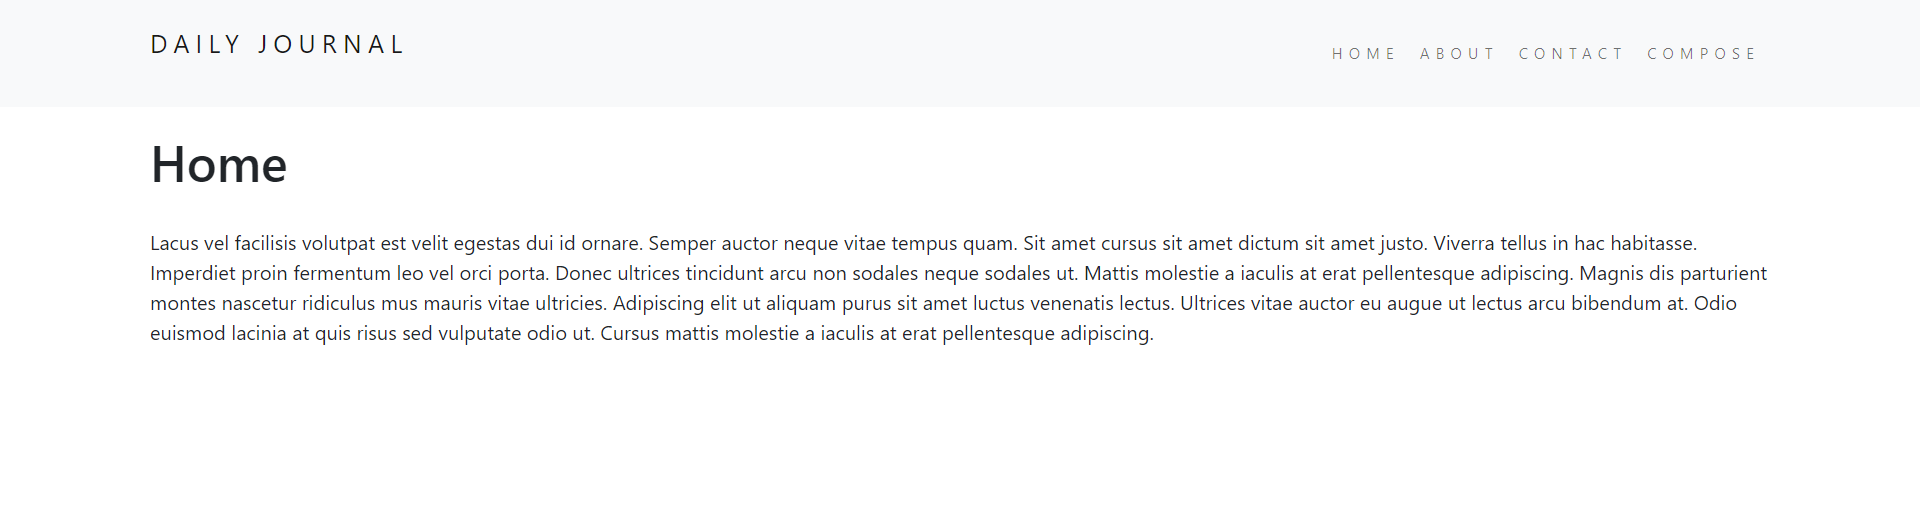 DAILY JOURNAL
HOME ABOUT CONTACT COMPOSE
Home
Lacus vel facilisis volutpat est velit egestas dui id ornare. Semper auctor neque vitae tempus quam. Sit amet cursus sit amet dictum sit amet justo. Viverra tellus in hac habitasse.
Imperdiet proin fermentum leo vel orci porta. Donec ultrices tincidunt arcu non sodales neque sodales ut. Mattis molestie a iaculis at erat pellentesque adipiscing. Magnis dis parturient
montes nascetur ridiculus mus mauris vitae ultricies. Adipiscing elit ut aliquam purus sit amet luctus venenatis lectus. Ultrices vitae auctor eu augue ut lectus arcu bibendum at. Odio
euismod lacinia at quis risus sed vulputate odio ut. Cursus mattis molestie a iaculis at erat pellentesque adipiscing.